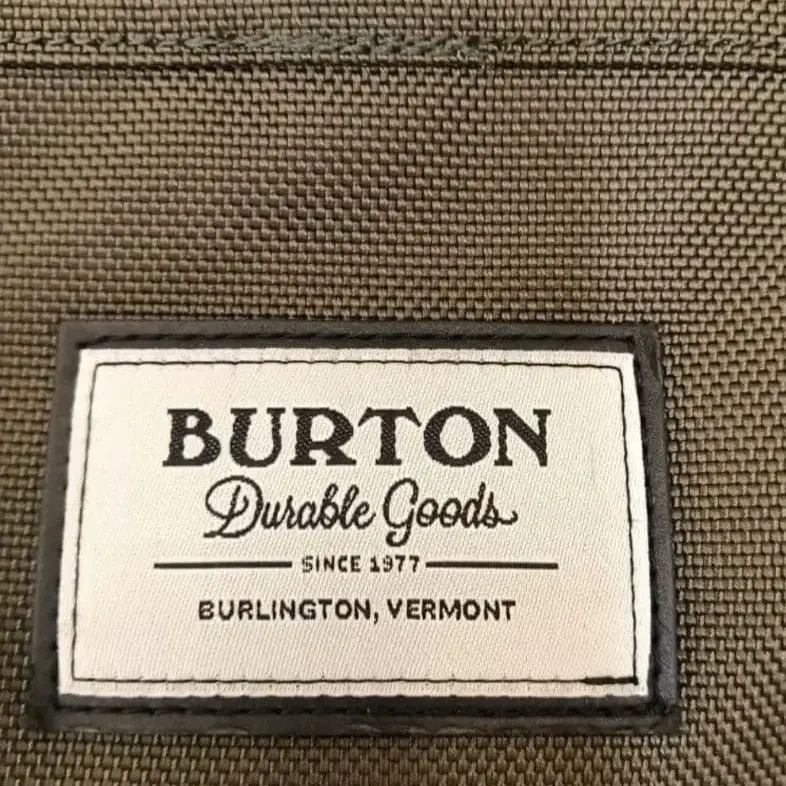 BURTON
Durable Goods
SINCE 1977
BURLINGTON, VERMONT